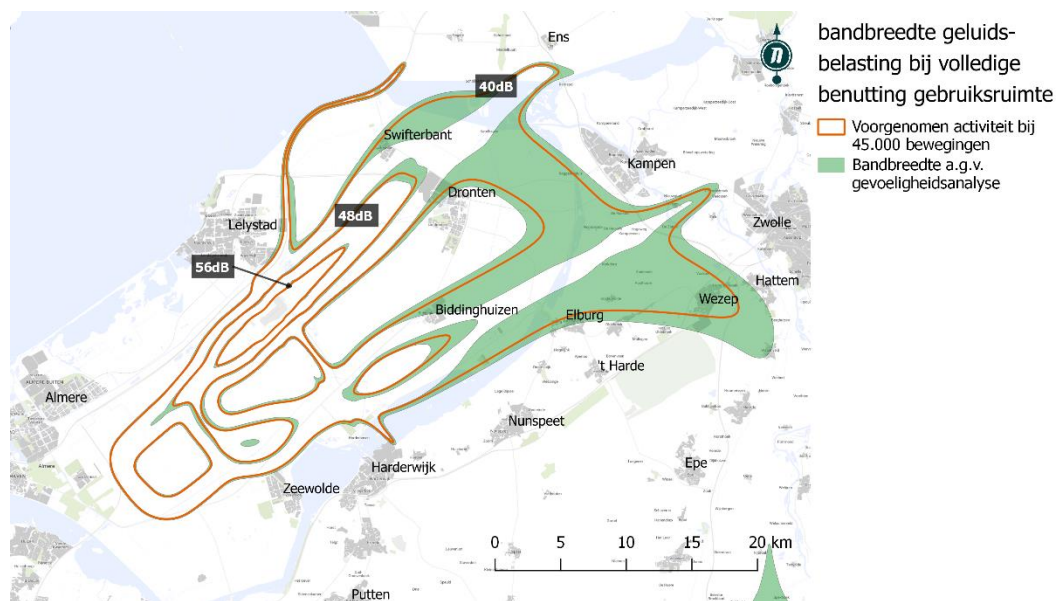 bandbreedte geluids-
belasting bij volledige
benutting gebruiksruimte
Voorgenomen activiteit bij
45.000 bewegingen
Bandbreedte a.g.v.
gevoeligheidsanalyse
Ens
40dB
Swifterbant
Kampen
Dronten
48dB
Lelystad
Zwolle
56dB
Hattem
Wezep
Biddinghuizen
Elburg
't Harde
Almere
Nunspeet
Harderwijk
Epe
Zeewolde
0 5 10 15 20 km
Putten